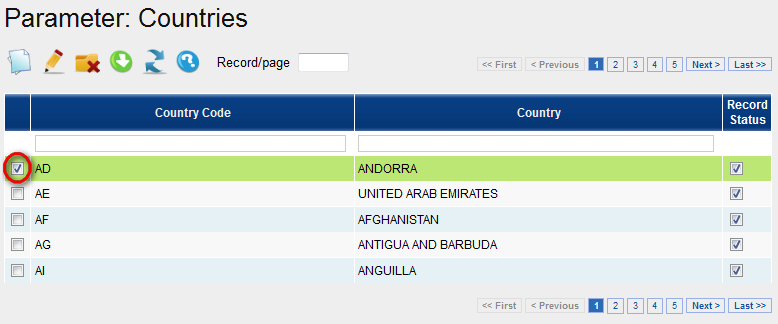 Parameter: Countries
Record/page << First < Previous 1 2 3 4 5 Next > Last >>
Country Code Country Record Status
AD ANDORRA
AE UNITED ARAB EMIRATES
AF AFGHANISTAN
AG ANTIGUA AND BARBUDA
AI ANGUILLA
<< First < Previous 1 2 3 4 5 Next > Last >>